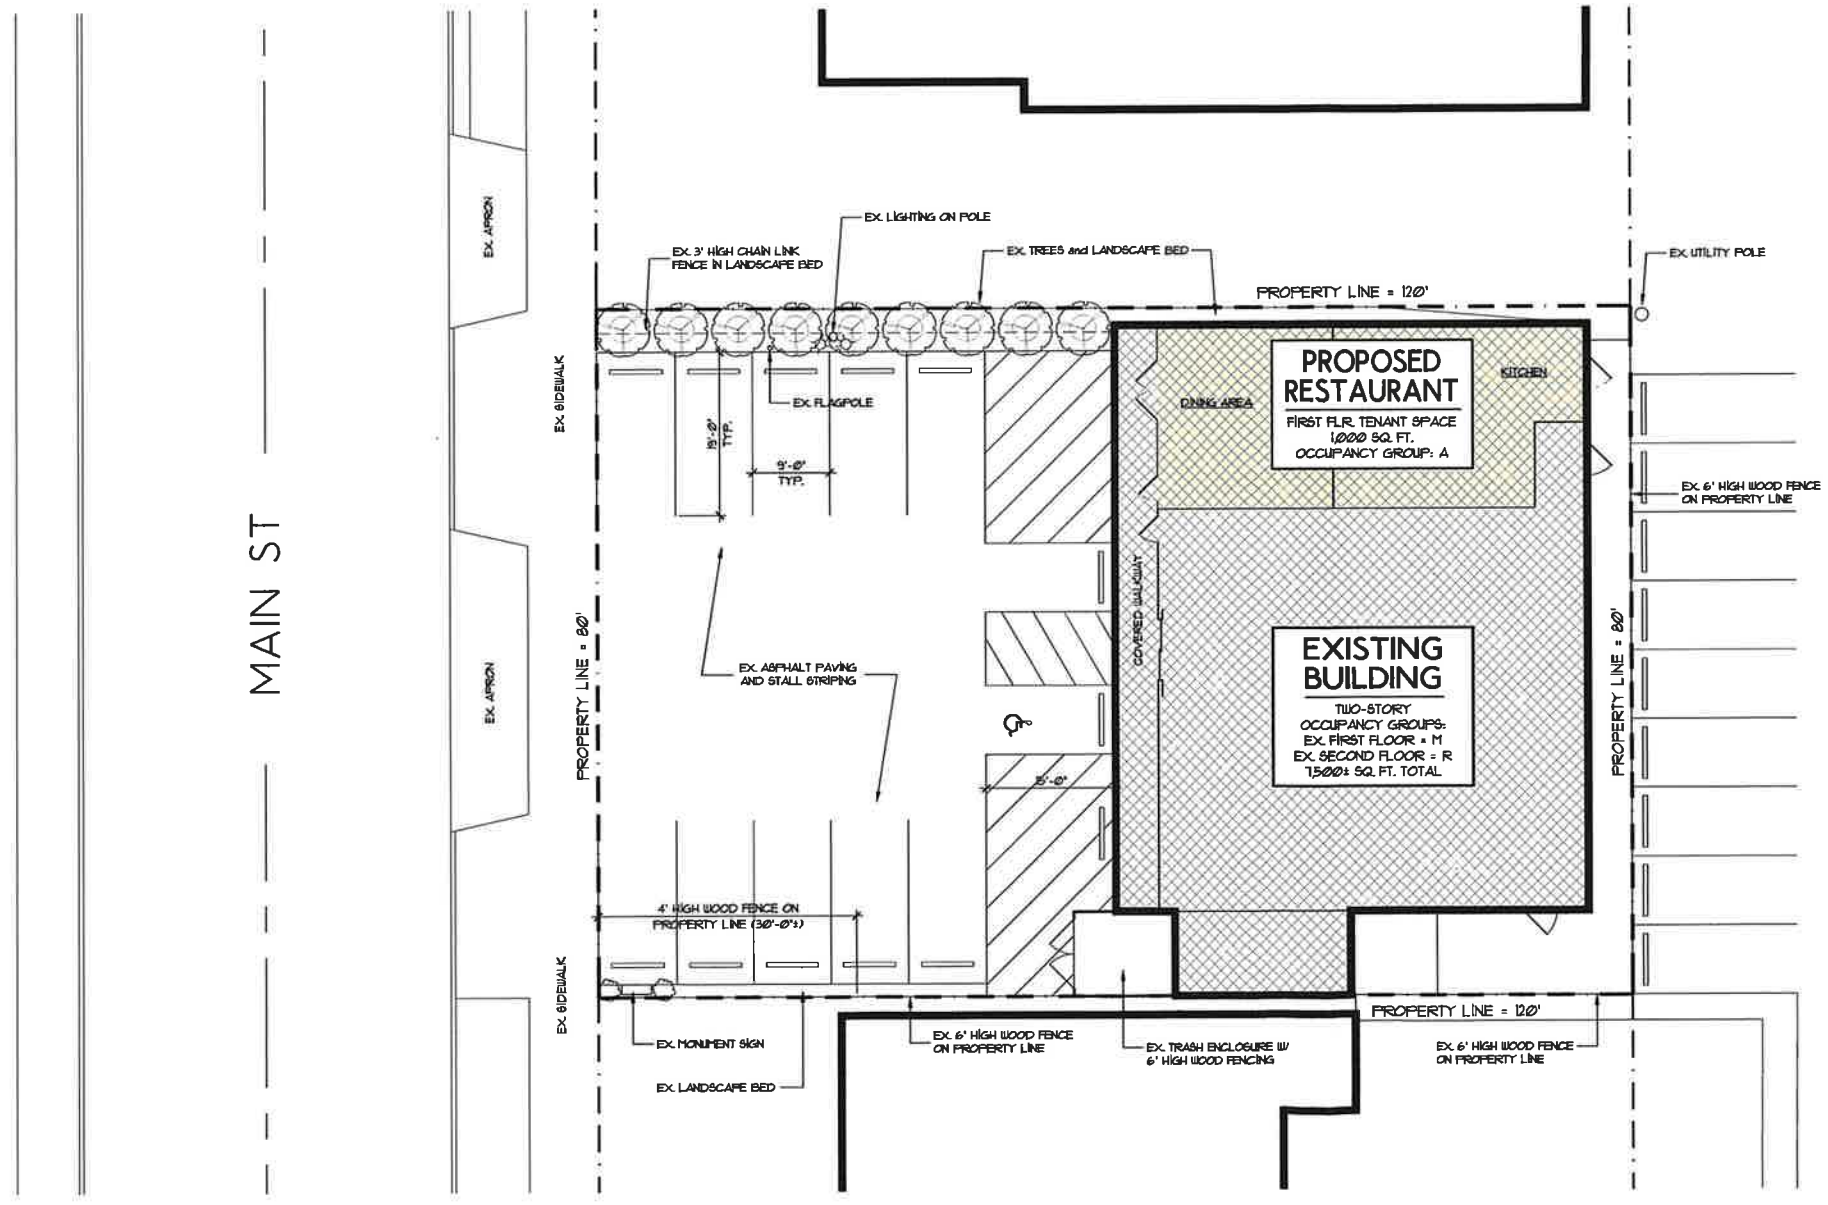 EX. LIGHTING ON POLE
EX. 3' HIGH CHAIN LINK
FENCE IN LANDSCAPE BED
EX. TREES and LANDSCAPE BED
EX. UTILITY POLE
PROPERTY LINE = 120'
EX. APRON
EX. SIDEWALK
EX. FLAGPOLE
19'-0"
TYP.
9'-0"
TYP.
DINING AREA
KITCHEN
PROPOSED
RESTAURANT
FIRST FLR. TENANT SPACE
1,000 SQ. FT.
OCCUPANCY GROUP: A
EX. 6' HIGH WOOD FENCE
ON PROPERTY LINE
MAIN ST
PROPERTY LINE = 80'
EX. APRON
EX. ASPHALT PAVING
AND STALL STRIPING
COVERED WALKWAY
EXISTING
BUILDING
TWO-STORY
OCCUPANCY GROUPS:
EX. FIRST FLOOR = M
EX. SECOND FLOOR = R
7,500± SQ. FT. TOTAL
PROPERTY LINE = 80'
4' HIGH WOOD FENCE ON
PROPERTY LINE (30'-0"±)
EX. SIDEWALK
EX. MONUMENT SIGN
EX. LANDSCAPE BED
EX. 6' HIGH WOOD FENCE
ON PROPERTY LINE
EX. TRASH ENCLOSURE W/
6' HIGH WOOD FENCING
PROPERTY LINE = 120'
EX. 6' HIGH WOOD FENCE
ON PROPERTY LINE